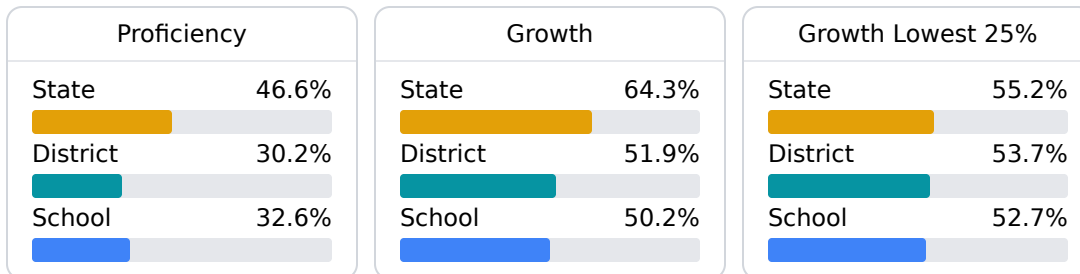 Proficiency
State 46.6%
District 30.2%
School 32.6%
Growth
State 64.3%
District 51.9%
School 50.2%
Growth Lowest 25%
State 55.2%
District 53.7%
School 52.7%